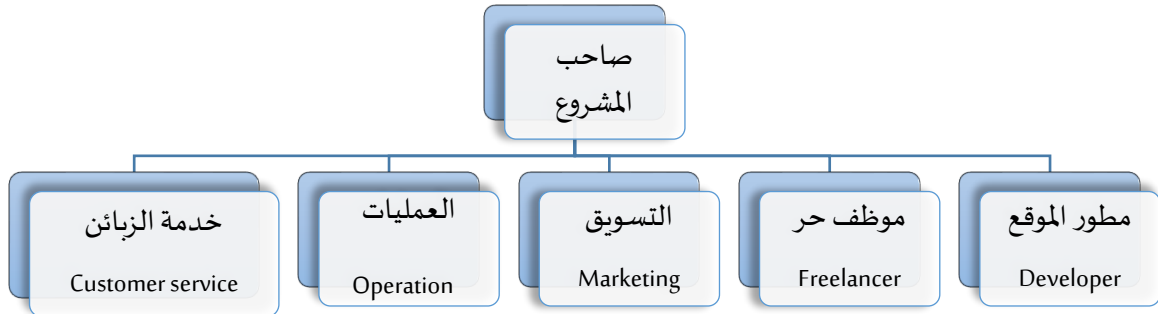 صاحب
المشروع
مطور الموقع
Developer
موظف حر
Freelancer
التسويق
Marketing
العمليات
Operation
خدمة الزبائن
Customer service